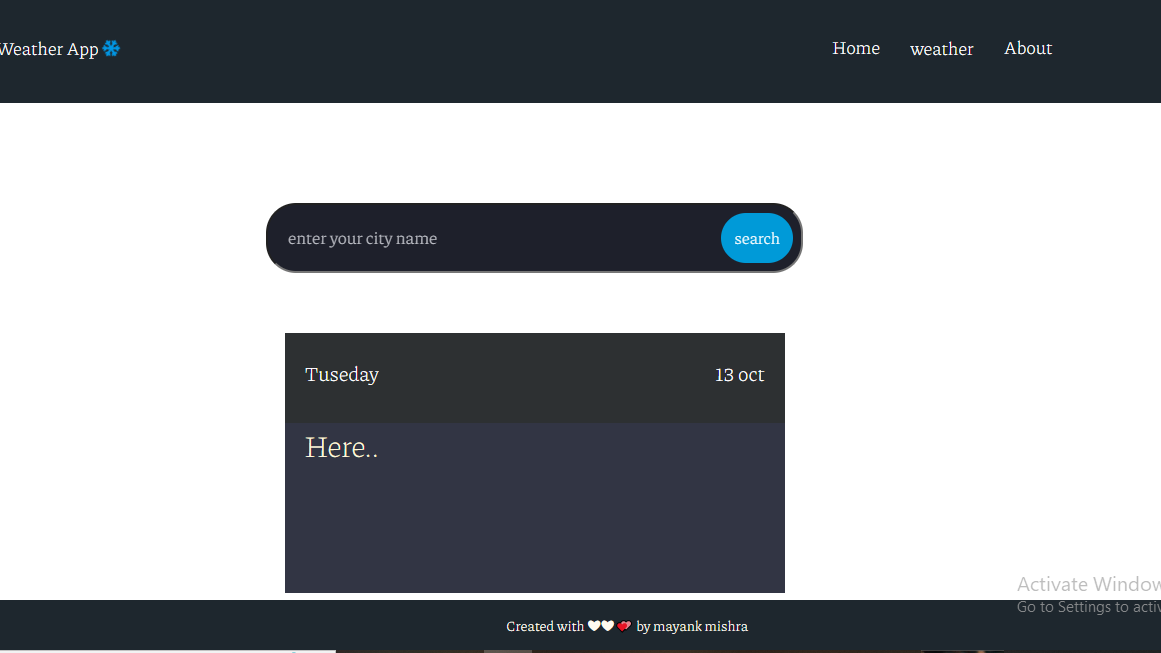 Weather App
Home weather About
enter your city name search
Tuseday 13 oct
Here..
Activate Window
Go to Settings to activ
Created with by mayank mishra